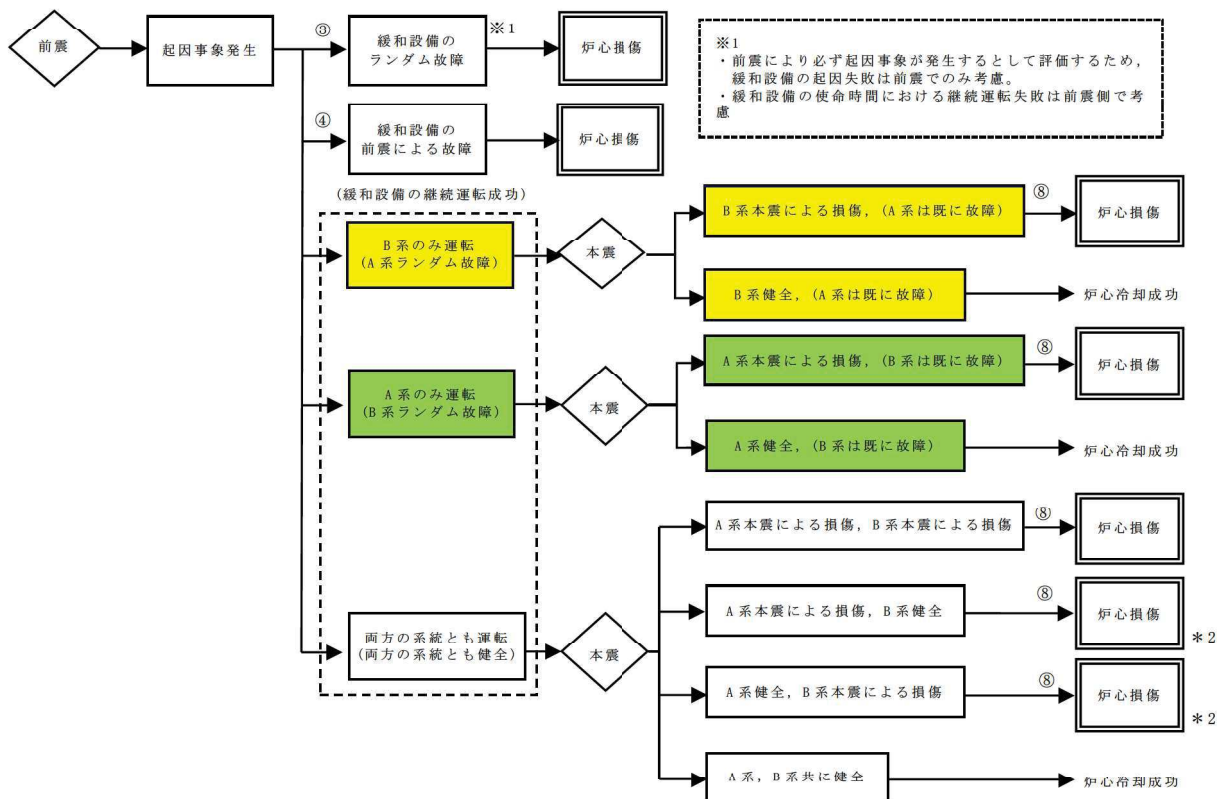 前震
起因事象発生
③
緩和設備の
ランダム故障
※1
炉心損傷
※1
・前震により必ず起因事象が発生するとして評価するため，
緩和設備の起因失敗は前震でのみ考慮。
・緩和設備の使命時間における継続運転失敗は前震側で考
慮
④
緩和設備の
前震による故障
炉心損傷
(緩和設備の継続運転成功)
B系のみ運転
(A系ランダム故障)
本震
B系本震による損傷，(A系は既に故障)
⑧
炉心損傷
B系健全，(A系は既に故障)
炉心冷却成功
A系のみ運転
(B系ランダム故障)
本震
A系本震による損傷，(B系は既に故障)
⑧
炉心損傷
A系健全，(B系は既に故障)
炉心冷却成功
両方の系統とも運転
(両方の系統とも健全)
本震
A系本震による損傷，B系本震による損傷
⑧
炉心損傷
A系本震による損傷，B系健全
⑧
炉心損傷
＊2
A系健全，B系本震による損傷
⑧
炉心損傷
＊2
A系，B系共に健全
炉心冷却成功